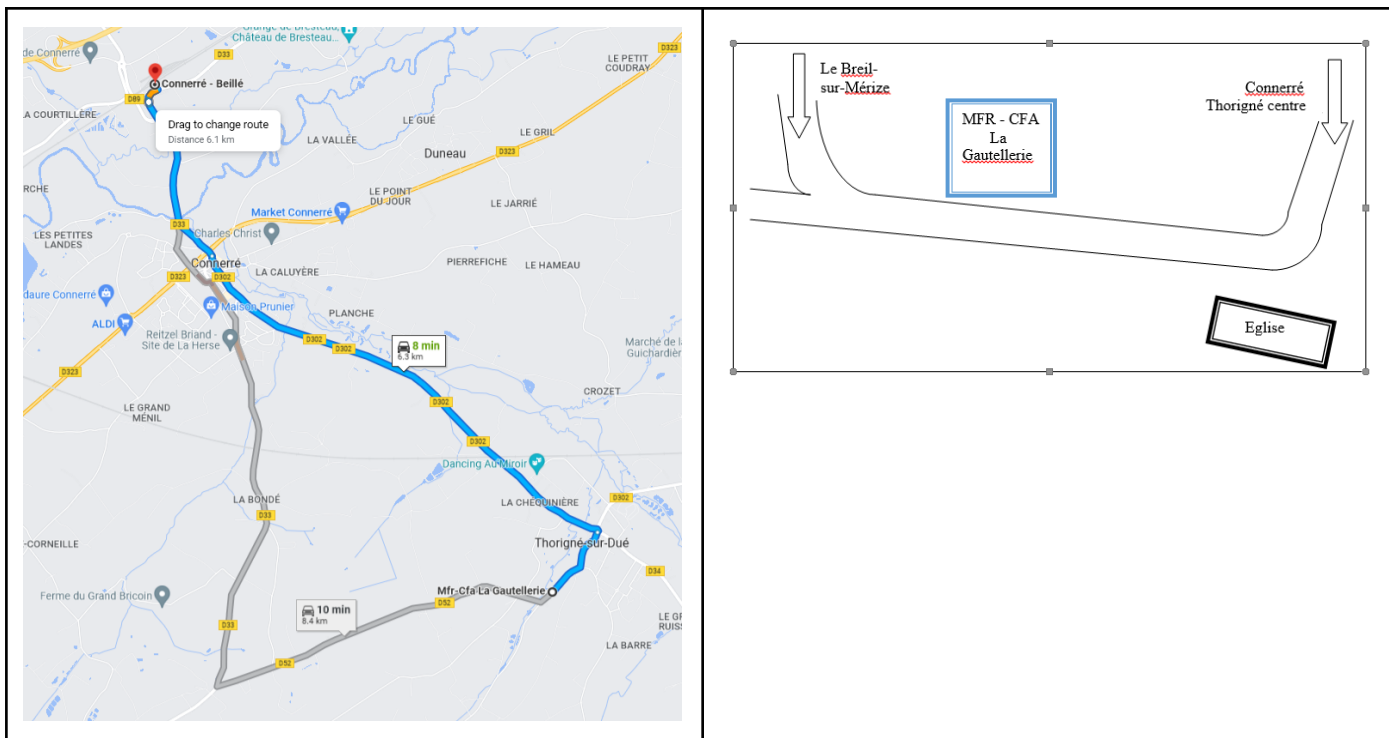 Château de Bresteau...
D33
de Connerré
LE PETIT
COUDRAY
D323
Connerré - Beillé
D89
LA COURTILLÈRE
Drag to change route
Distance 6.1 km
LE GUÉ
LE GRIL
LA VALLÉE
Duneau
D323
LE POINT
DU JOUR
LE JARRIÉ
Market Connerré
D33
Charles Christ
LES PETITES
LANDES
Connerré
PIERREFICHE
LE HAMEAU
LA CALUYÈRE
D323
D302
daure Connerré
Maison Prunier
PLANCHE
ALDI
Reitzel Briand -
Site de La Herse
D302
D302
8 min
6.3 km
Marché de la
Guichardière
D323
CROZET
LE GRAND
MÉNIL
D302
D302
Dancing Au Miroir
LA BONDÉ
LA CHEQUINIÈRE
D302
D33
-CORNEILLE
Thorigné-sur-Dué
D34
Mfr-Cfa La Gautellerie
Ferme du Grand Bricoin
10 min
8.4 km
D52
D33
LA BARRE
D52
Le Breil-
sur-Mérize
MFR - CFA
La
Gautellerie
Connerré
Thorigné centre
Eglise